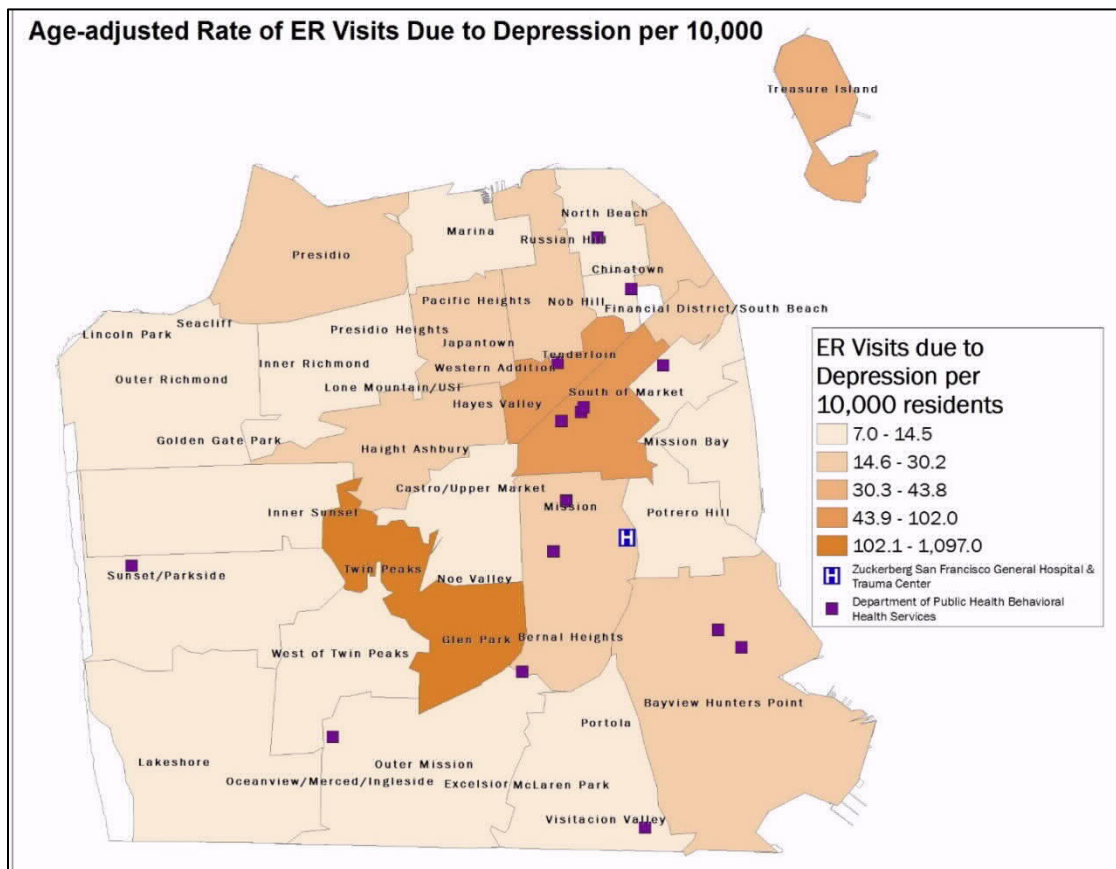 Age-adjusted Rate of ER Visits Due to Depression per 10,000
Treasure Island
North Beach
Marina
Russian Hill
Presidio
Chinatown
Pacific Heights
Nob Hill
Financial District/South Beach
Seacliff
Lincoln Park
Presidio Heights
Japantown
Tenderloin
Inner Richmond
Western Addition
Outer Richmond
Lone Mountain/USF
South of Market
Hayes Valley
Golden Gate Park
Haight Ashbury
Mission Bay
Castro/Upper Market
Mission
Inner Sunset
Potrero Hill
Twin Peaks
Sunset/Parkside
Noe Valley
Glen Park
Bernal Heights
West of Twin Peaks
Bayview Hunters Point
Portola
Lakeshore
Outer Mission
Oceanview/Merced/Ingleside
Excelsior
McLaren Park
Visitacion Valley
ER Visits due to
Depression per
10,000 residents
7.0 - 14.5
14.6 - 30.2
30.3 - 43.8
43.9 - 102.0
102.1 - 1,097.0
H
Zuckerberg San Francisco General Hospital &
Trauma Center
Department of Public Health Behavioral
Health Services
H